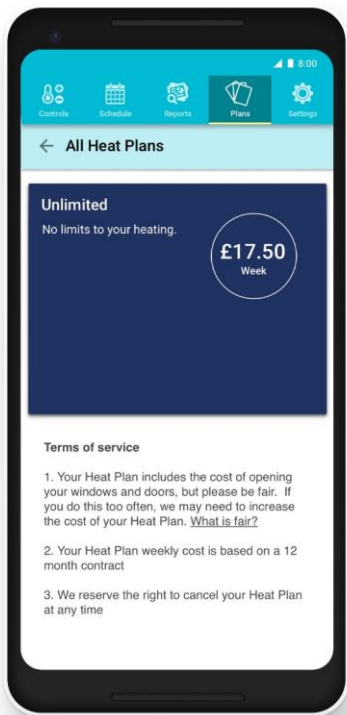 8:00
Controls Schedule Reports Plans Settings
All Heat Plans
Unlimited
No limits to your heating.
£17.50
Week
Terms of service
1. Your Heat Plan includes the cost of opening
your windows and doors, but please be fair.  If
you do this too often, we may need to increase
the cost of your Heat Plan. What is fair?
2. Your Heat Plan weekly cost is based on a 12
month contract
3. We reserve the right to cancel your Heat Plan
at any time